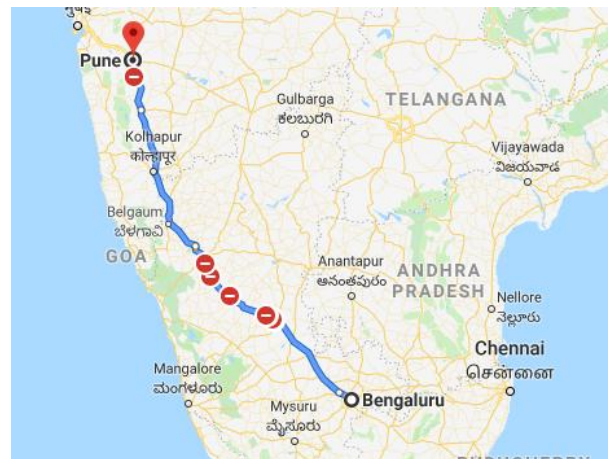 Pune
Gulbarga
ಕಲಬುರಗಿ
TELANGANA
Kolhapur
कोल्हापूर
Vijayawada
విజయవాడ
Belgaum
ಬೆಳಗಾವಿ
GOA
Anantapur
అనంతపురం
ANDHRA
PRADESH
Nellore
నెల్లూరు
Chennai
சென்னை
Mangalore
ಮಂಗಳೂರು
Bengaluru
Mysuru
ಮೈಸೂರು